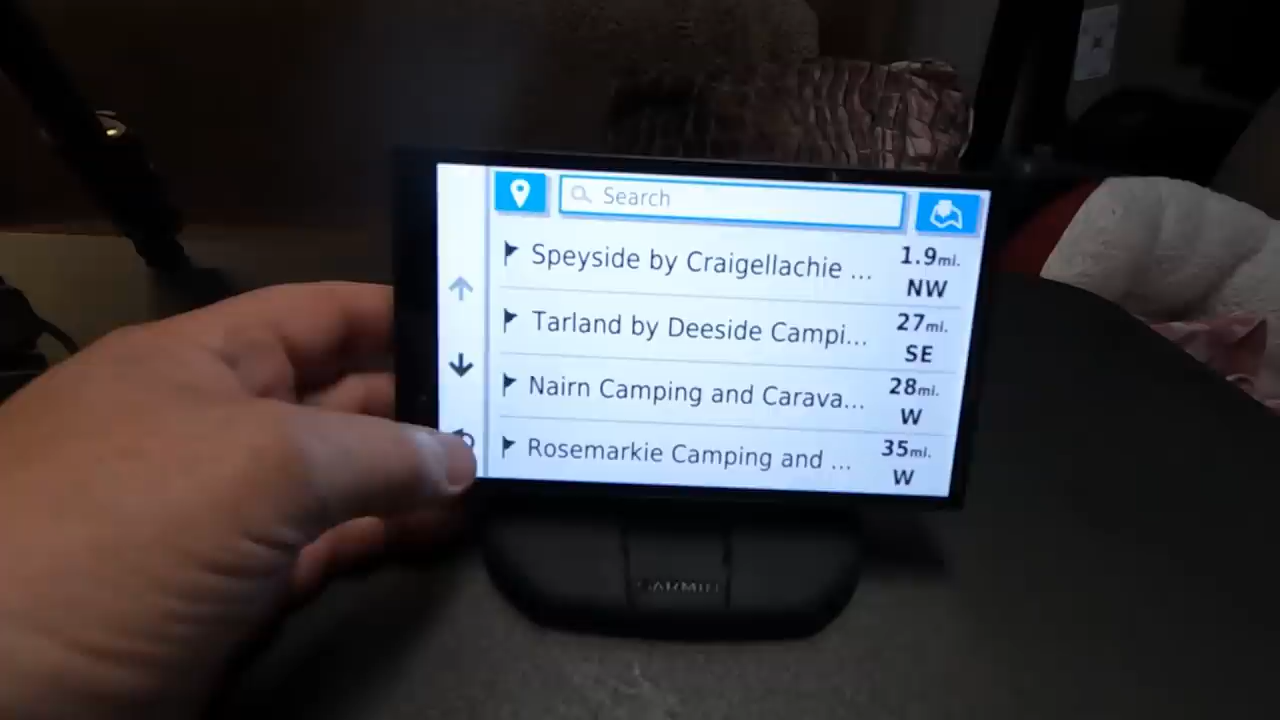 Search
Speyside by Craigellachie ... 1.9mi.
NW
Tarland by Deeside Campi... 27mi.
SE
Nairn Camping and Carava... 28mi.
W
Rosemarkie Camping and ... 35mi.
W
GARMIN